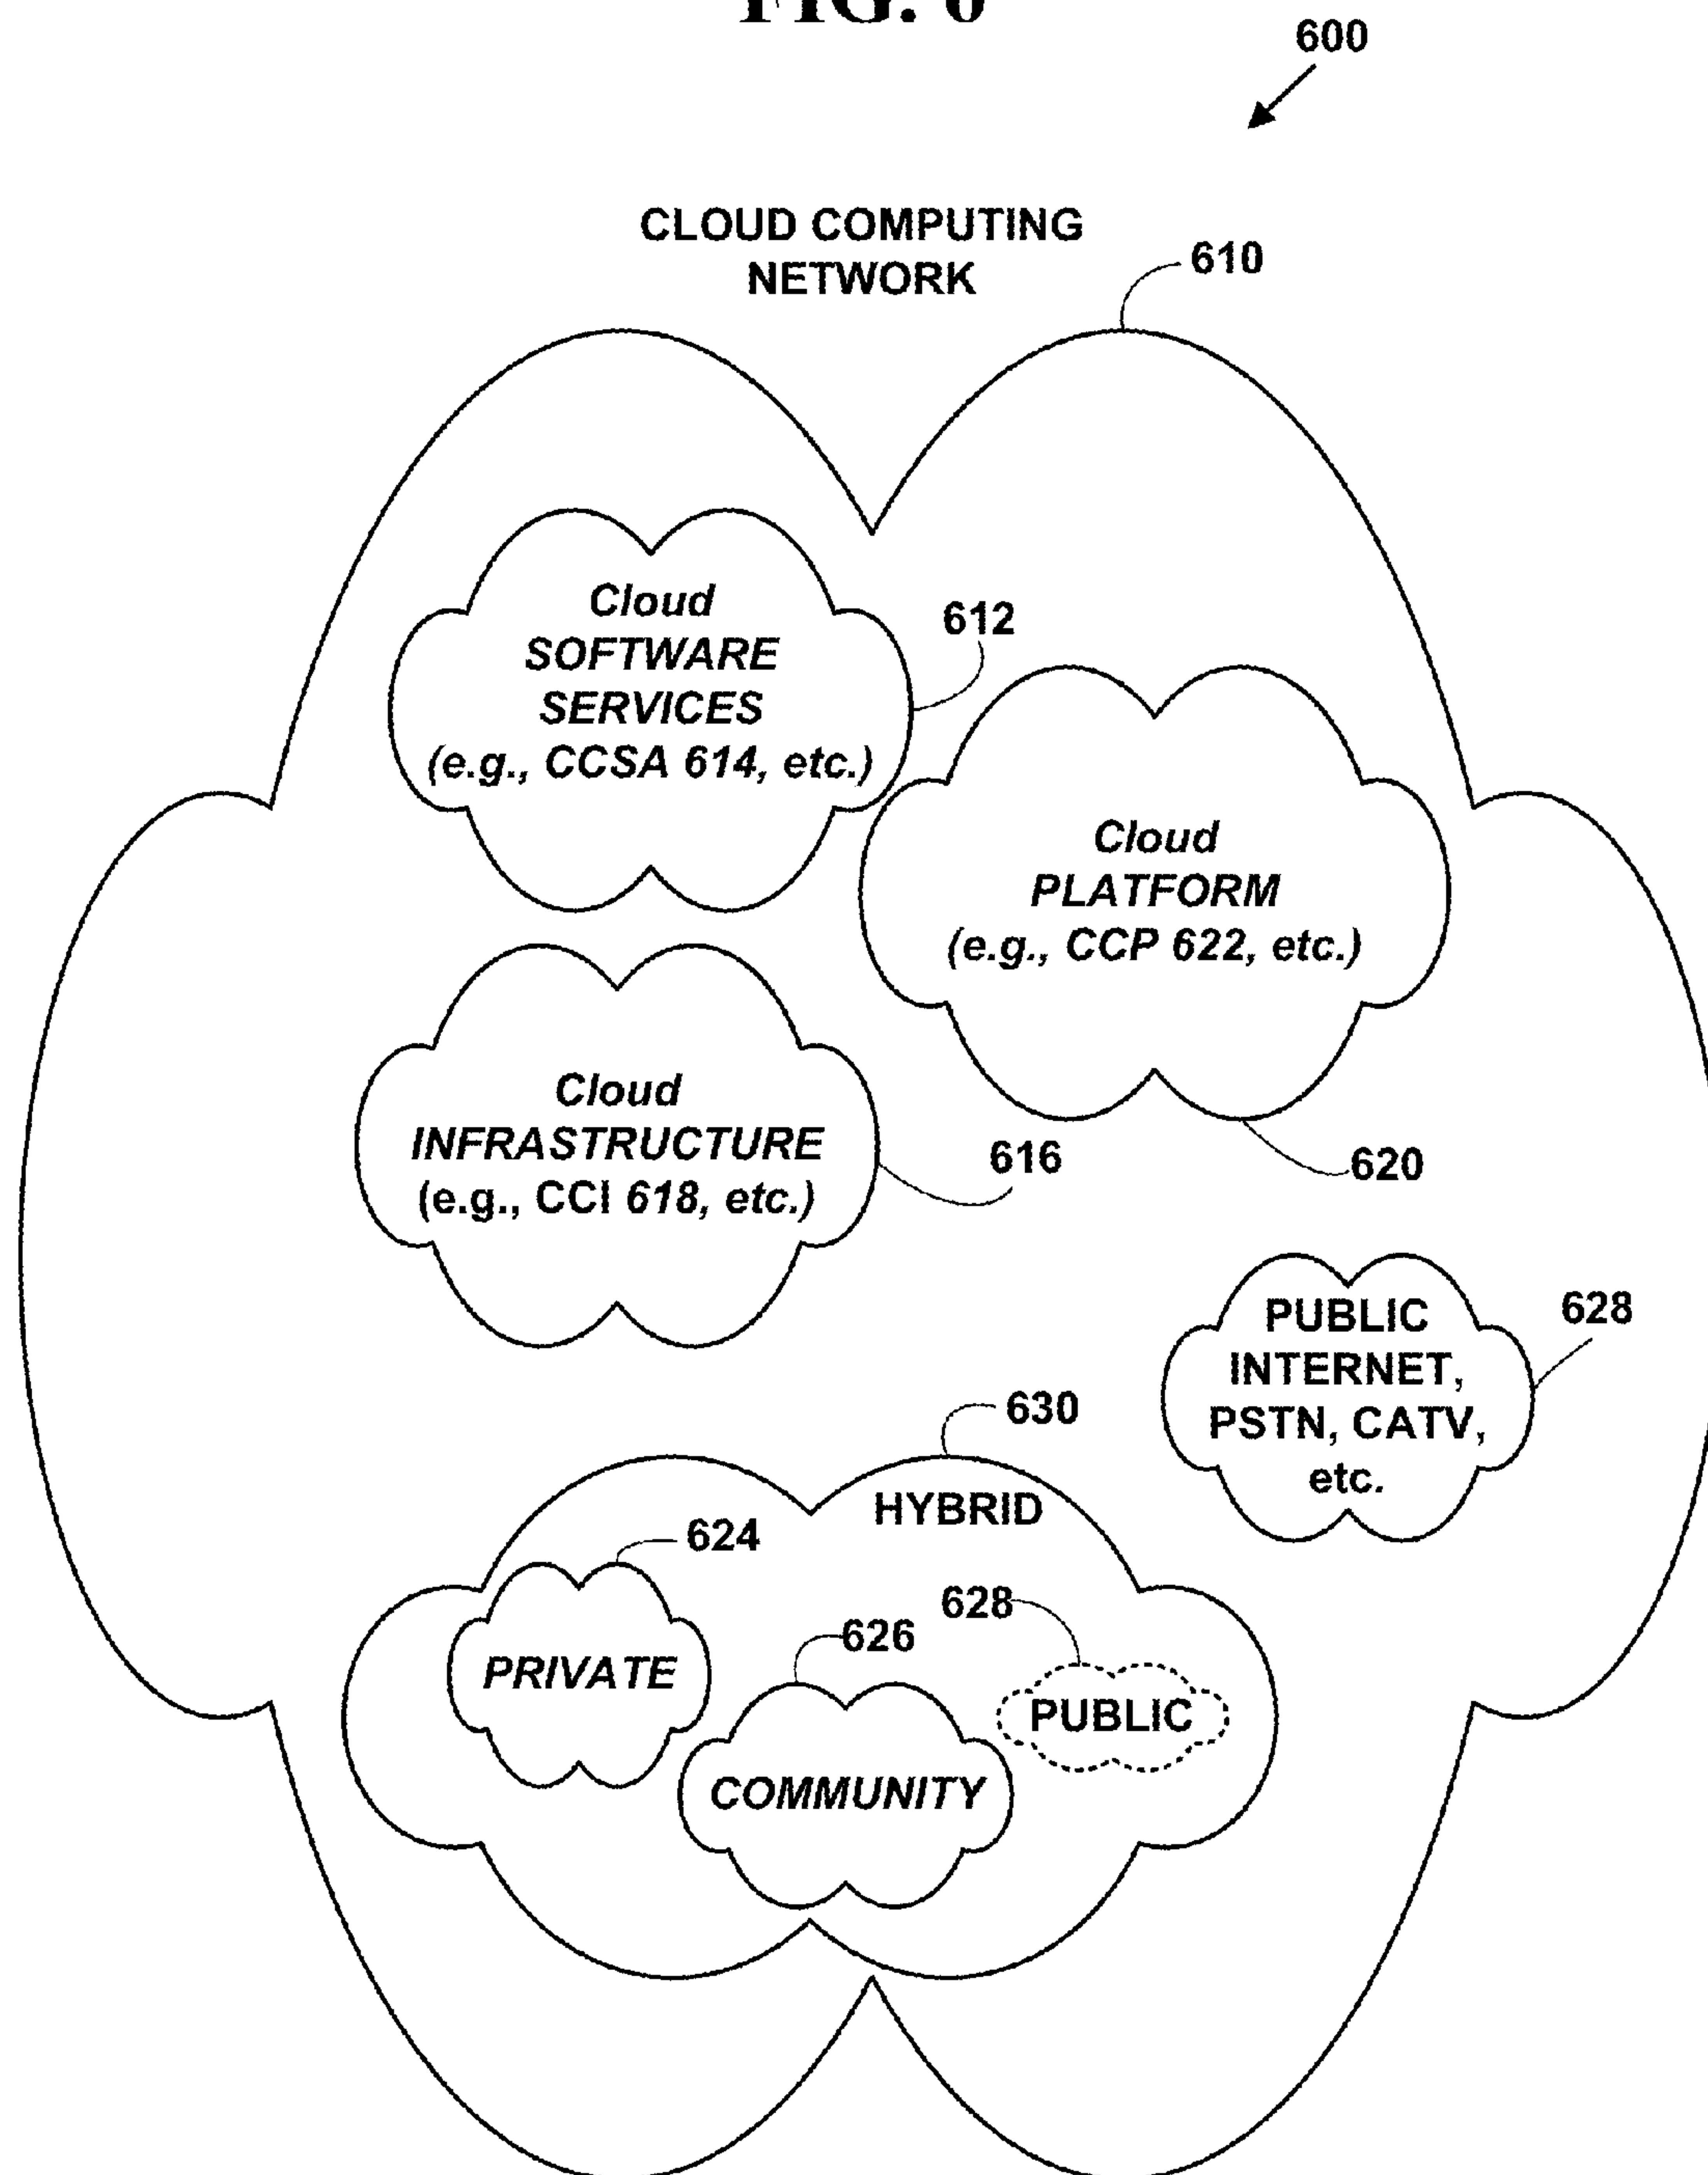 FIG. 6
600
CLOUD COMPUTING
NETWORK
610
Cloud
SOFTWARE
SERVICES
(e.g., CCSA 614, etc.)
612
Cloud
PLATFORM
(e.g., CCP 622, etc.)
620
Cloud
INFRASTRUCTURE
(e.g., CCI 618, etc.)
616
PUBLIC
INTERNET,
PSTN, CATV,
etc.
628
630
HYBRID
624
PRIVATE
626
COMMUNITY
628
PUBLIC